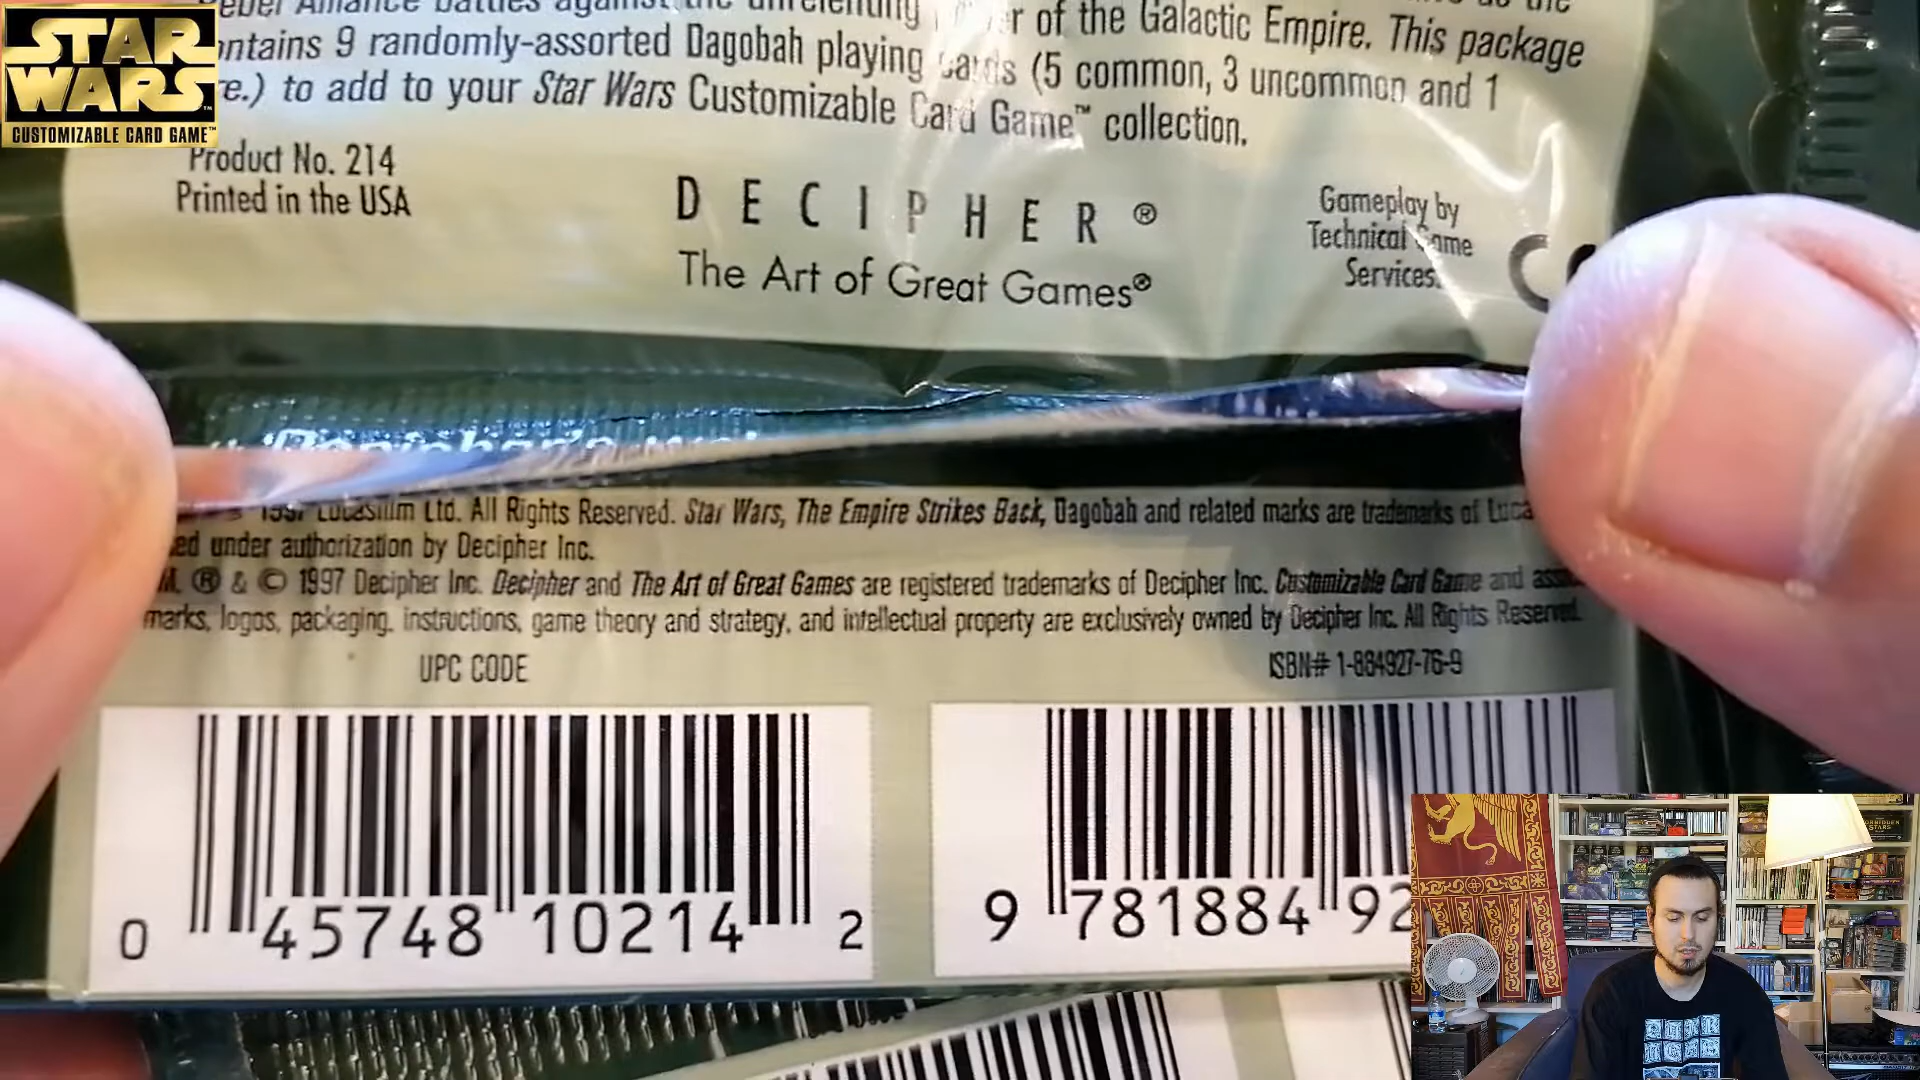 STAR
WARS
CUSTOMIZABLE CARD GAME™
Rebel Alliance battles against the unrelenting of the Galactic Empire. This package
contains 9 randomly-assorted Dagobah playing cards (5 common, 3 uncommon and 1
re.) to add to your Star Wars Customizable Card Game™ collection.
Product No. 214
Printed in the USA
DECIPHER®
The Art of Great Games®
Gameplay by
Technical Game
Services.
Decipher's
1997 Lucasfilm Ltd. All Rights Reserved. Star Wars, The Empire Strikes Back, Dagobah and related marks are trademarks of Luca
ed under authorization by Decipher Inc.
M, ® & © 1997 Decipher Inc. Decipher and The Art of Great Games are registered trademarks of Decipher Inc. Customizable Card Game and
marks, logos, packaging, instructions, game theory and strategy, and intellectual property are exclusively owned by Decipher Inc. All Rights Reserved.
UPC CODE
ISBN# 1-884927-76-9
0 45748 10214 2
9 781884 92
FORBIDDEN
STARS